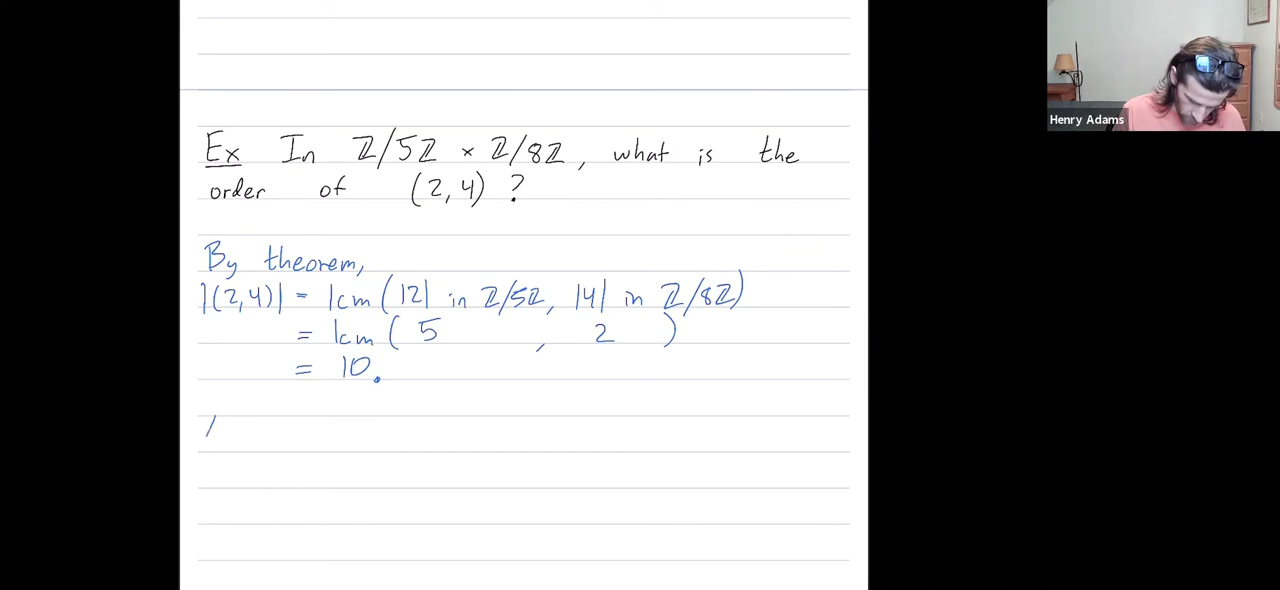 Ex In ℤ/5ℤ × ℤ/8ℤ, what is the
order of (2,4) ?
By theorem,
|(2,4)| = lcm(|2| in ℤ/5ℤ, |4| in ℤ/8ℤ)
= lcm( 5 , 2 )
= 10.
Henry Adams